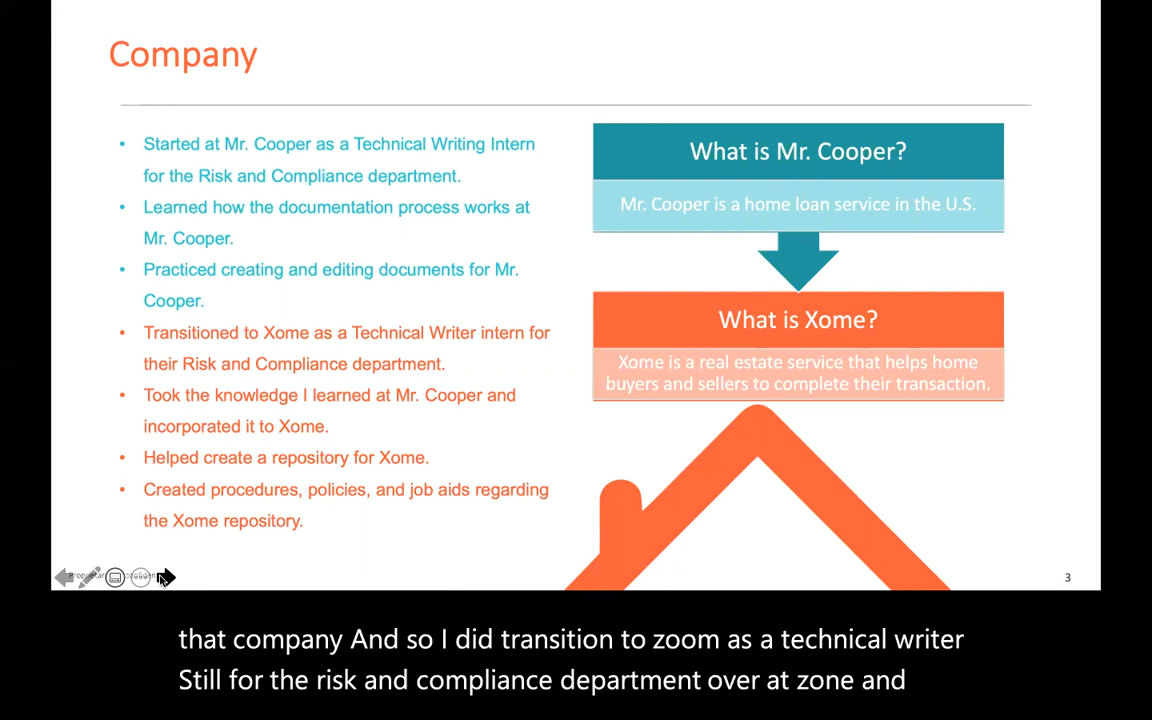 Company
• Started at Mr. Cooper as a Technical Writing Intern
for the Risk and Compliance department.
• Learned how the documentation process works at
Mr. Cooper.
• Practiced creating and editing documents for Mr.
Cooper.
• Transitioned to Xome as a Technical Writer intern for
their Risk and Compliance department.
• Took the knowledge I learned at Mr. Cooper and
incorporated it to Xome.
• Helped create a repository for Xome.
• Created procedures, policies, and job aids regarding
the Xome repository.
What is Mr. Cooper?
Mr. Cooper is a home loan service in the U.S.
What is Xome?
Xome is a real estate service that helps home
buyers and sellers to complete their transaction.
3
that company And so I did transition to zoom as a technical writer
Still for the risk and compliance department over at zone and